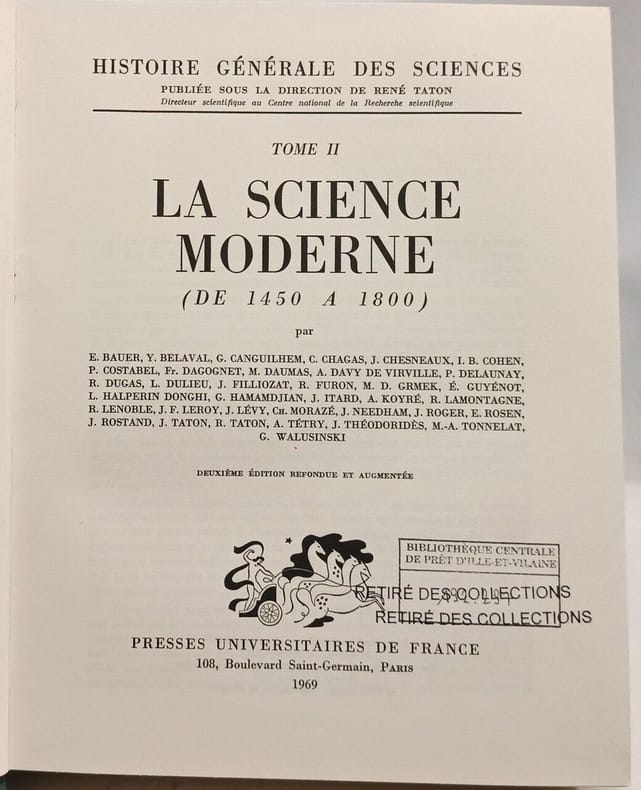 HISTOIRE GÉNÉRALE DES SCIENCES
PUBLIÉE SOUS LA DIRECTION DE RENÉ TATON
Directeur scientifique au Centre national de la Recherche scientifique
TOME II
LA SCIENCE
MODERNE
(DE 1450 A 1800)
par
E. BAUER, Y. BELAVAL, G. CANGUILHEM, C. CHAGAS, J. CHESNEAUX, I. B. COHEN,
P. COSTABEL, Fr. DAGOGNET, M. DAUMAS, A. DAVY DE VIRVILLE, P. DELAUNAY,
R. DUGAS, L. DULIEU, J. FILLIOZAT, R. FURON, M. D. GRMEK, É. GUYÉNOT,
L. HALPERIN DONGHI, G. HAMAMDJIAN, J. ITARD, A. KOYRÉ, R. LAMONTAGNE,
R. LENOBLE, J. F. LEROY, J. LÉVY, Ch. MORAZÉ, J. NEEDHAM, J. ROGER, E. ROSEN,
J. ROSTAND, J. TATON, R. TATON, A. TÉTRY, J. THÉODORIDÈS, M.-A. TONNELAT,
G. WALUSINSKI
DEUXIÈME ÉDITION REFONDUE ET AUGMENTÉE
BIBLIOTHÈQUE CENTRALE
DE PRÊT D'ILLE-ET-VILAINE
RETIRÉ DES COLLECTIONS
RETIRÉ DES COLLECTIONS
PRESSES UNIVERSITAIRES DE FRANCE
108, Boulevard Saint-Germain, PARIS
1969